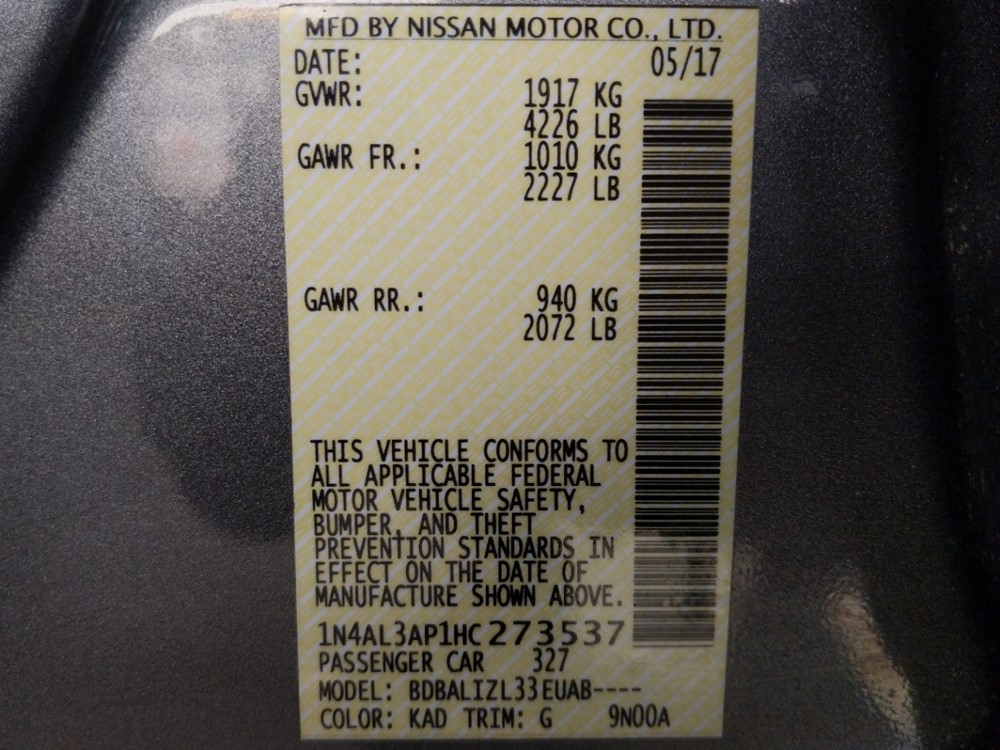 MFD BY NISSAN MOTOR CO., LTD.
DATE: 05/17
GVWR: 1917 KG
4226 LB
GAWR FR.: 1010 KG
2227 LB
GAWR RR.: 940 KG
2072 LB
THIS VEHICLE CONFORMS TO
ALL APPLICABLE FEDERAL
MOTOR VEHICLE SAFETY,
BUMPER, AND THEFT
PREVENTION STANDARDS IN
EFFECT ON THE DATE OF
MANUFACTURE SHOWN ABOVE.
1N4AL3AP1HC273537
PASSENGER CAR 327
MODEL: BDBALIZL33EUAB----
COLOR: KAD TRIM: G 9N00A